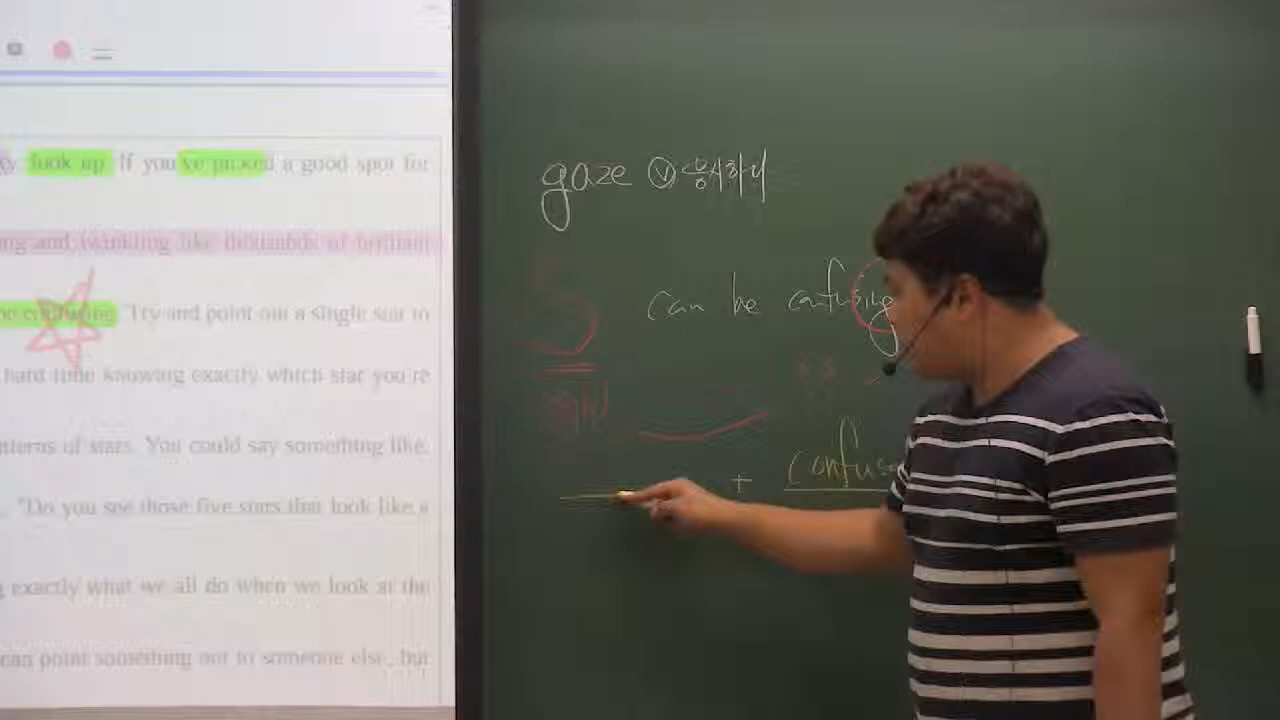 look up. If you've picked a good spot for
ng and twinkling like thousands of brilliant
be confusing. Try and point out a single star to
hard time knowing exactly which star you're
tterns of stars. You could say something like,
"Do you see those five stars that look like a
g exactly what we all do when we look at the
can point something out to someone else, but
gaze ⓥ 응시하다
5
can be confusing
+ confus